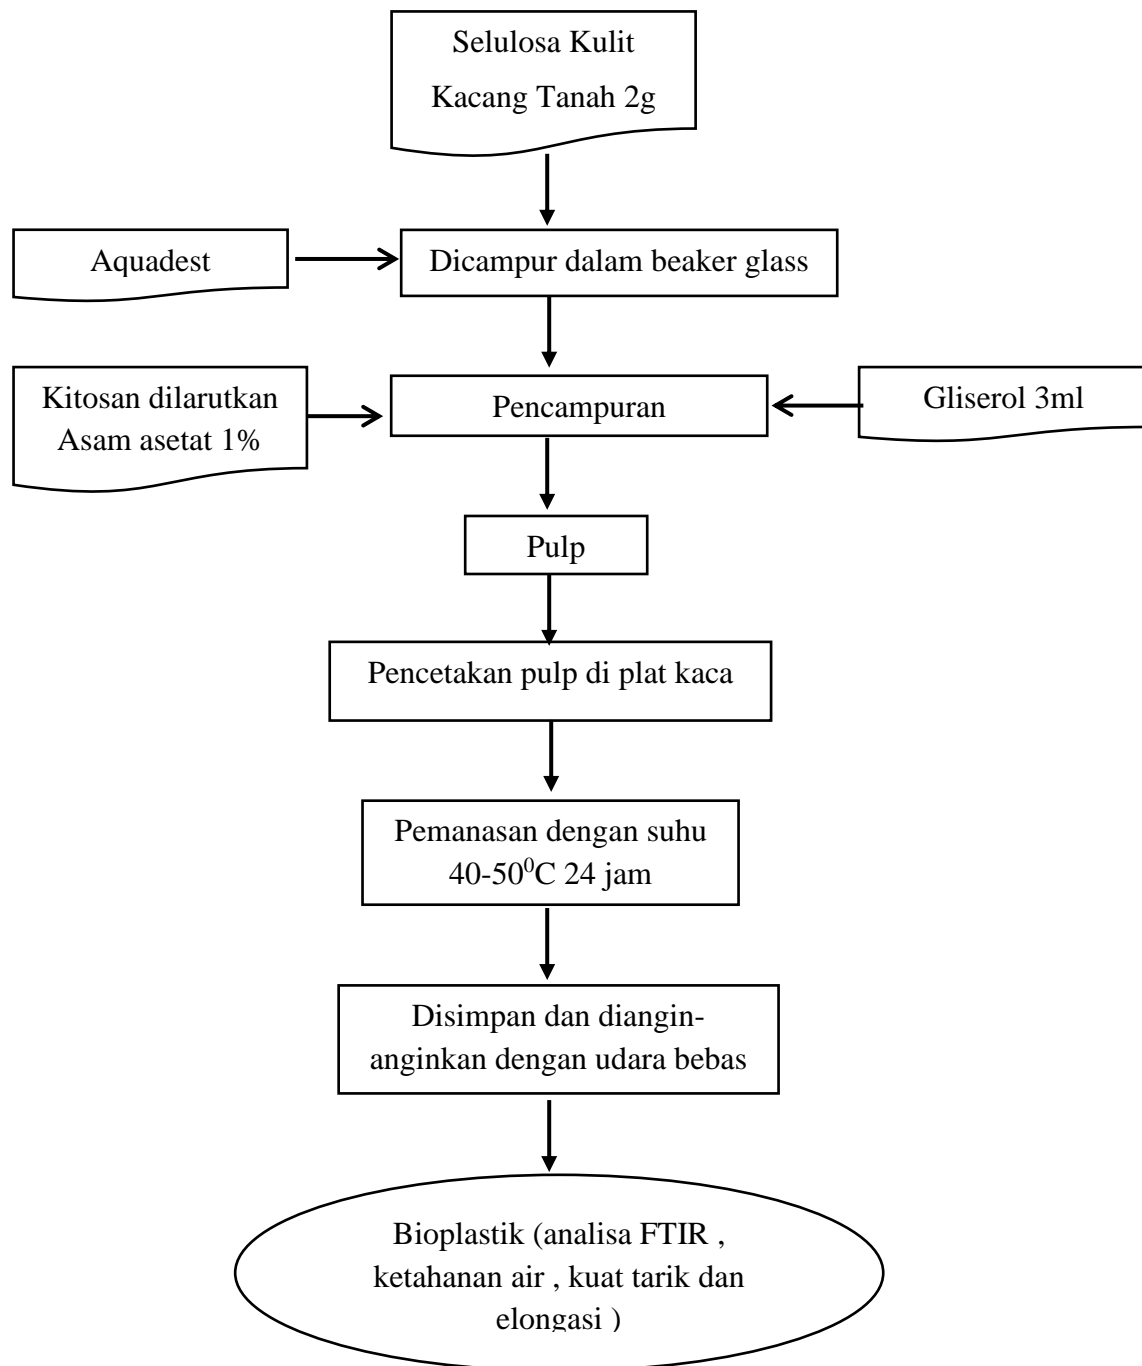 Selulosa Kulit
Kacang Tanah 2g
Aquadest
Dicampur dalam beaker glass
Kitosan dilarutkan
Asam asetat 1%
Pencampuran
Gliserol 3ml
Pulp
Pencetakan pulp di plat kaca
Pemanasan dengan suhu
40-50⁰C 24 jam
Disimpan dan diangin-
anginkan dengan udara bebas
Bioplastik (analisa FTIR ,
ketahanan air , kuat tarik dan
elongasi )